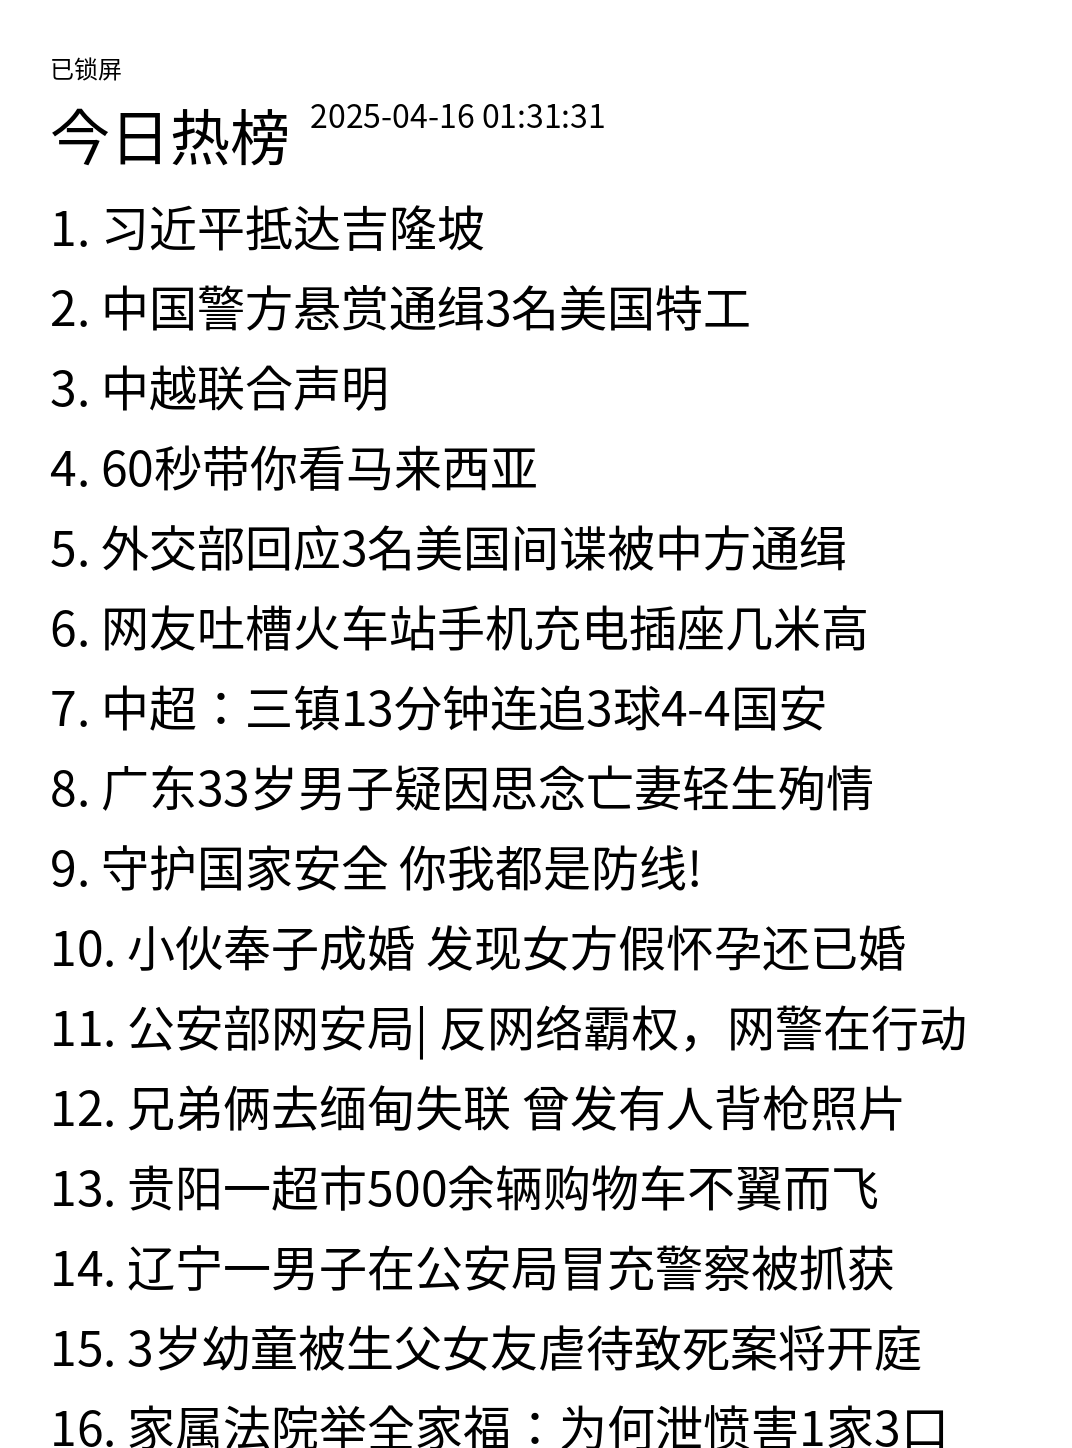 已锁屏
今日热榜 2025-04-16 01:31:31
1. 习近平抵达吉隆坡
2. 中国警方悬赏通缉3名美国特工
3. 中越联合声明
4. 60秒带你看马来西亚
5. 外交部回应3名美国间谍被中方通缉
6. 网友吐槽火车站手机充电插座几米高
7. 中超：三镇13分钟连追3球4-4国安
8. 广东33岁男子疑因思念亡妻轻生殉情
9. 守护国家安全 你我都是防线!
10. 小伙奉子成婚 发现女方假怀孕还已婚
11. 公安部网安局| 反网络霸权，网警在行动
12. 兄弟俩去缅甸失联 曾发有人背枪照片
13. 贵阳一超市500余辆购物车不翼而飞
14. 辽宁一男子在公安局冒充警察被抓获
15. 3岁幼童被生父女友虐待致死案将开庭
16. 家属法院举全家福：为何泄愤害1家3口